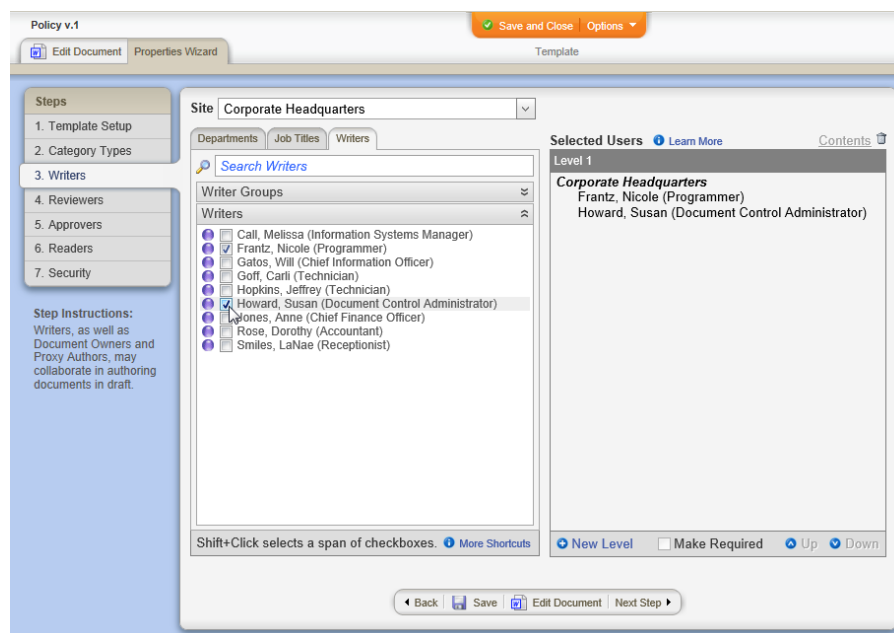 Policy v.1
Save and Close Options
Edit Document Properties Wizard
Template
Steps
1. Template Setup
2. Category Types
3. Writers
4. Reviewers
5. Approvers
6. Readers
7. Security
Step Instructions:
Writers, as well as
Document Owners and
Proxy Authors, may
collaborate in authoring
documents in draft.
Site Corporate Headquarters
Departments Job Titles Writers
Search Writers
Writer Groups
Writers
Call, Melissa (Information Systems Manager)
Frantz, Nicole (Programmer)
Gatos, Will (Chief Information Officer)
Goff, Carli (Technician)
Hopkins, Jeffrey (Technician)
Howard, Susan (Document Control Administrator)
Jones, Anne (Chief Finance Officer)
Rose, Dorothy (Accountant)
Smiles, LaNae (Receptionist)
Shift+Click selects a span of checkboxes. More Shortcuts
Selected Users Learn More Contents
Level 1
Corporate Headquarters
Frantz, Nicole (Programmer)
Howard, Susan (Document Control Administrator)
New Level Make Required Up Down
Back Save Edit Document Next Step